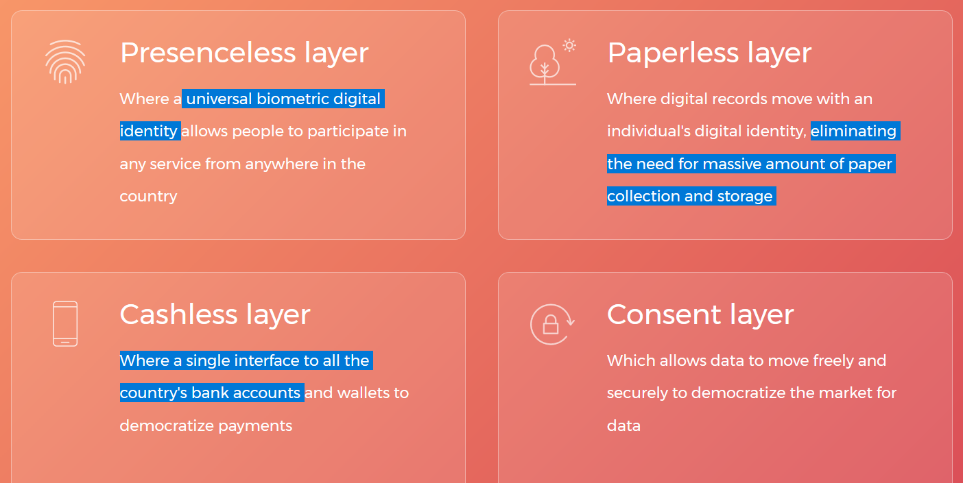 Presenceless layer
Where a universal biometric digital
identity allows people to participate in
any service from anywhere in the
country
Paperless layer
Where digital records move with an
individual's digital identity, eliminating
the need for massive amount of paper
collection and storage
Cashless layer
Where a single interface to all the
country's bank accounts and wallets to
democratize payments
Consent layer
Which allows data to move freely and
securely to democratize the market for
data